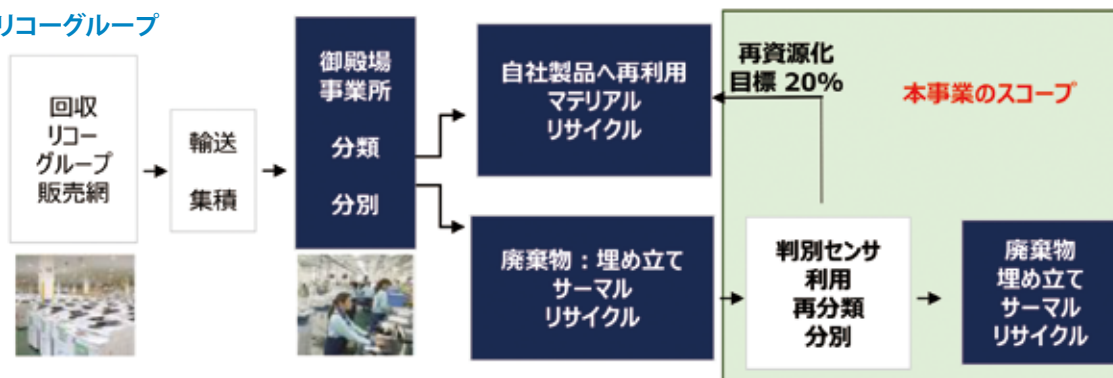 リコーグループ
回収
リコー
グループ
販売網
輸送
集積
御殿場
事業所
分類
分別
自社製品へ再利用
マテリアル
リサイクル
廃棄物：埋め立て
サーマル
リサイクル
再資源化
目標 20%
本事業のスコープ
判別センサ
利用
再分類
分別
廃棄物
埋め立て
サーマル
リサイクル